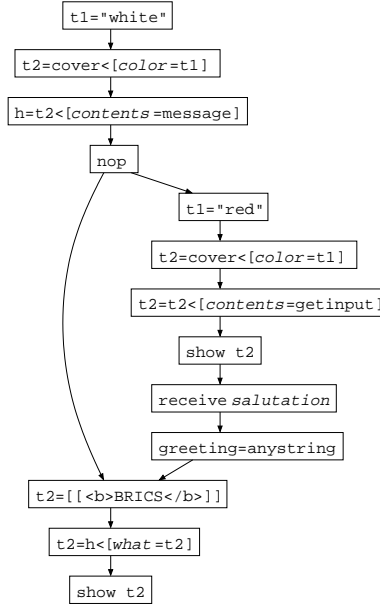 t1="white"
t2=cover<[color=t1]
h=t2<[contents=message]
nop
t1="red"
t2=cover<[color=t1]
t2=t2<[contents=getinput]
show t2
receive salutation
greeting=anystring
t2=[[<b>BRICS</b>]]
t2=h<[what=t2]
show t2